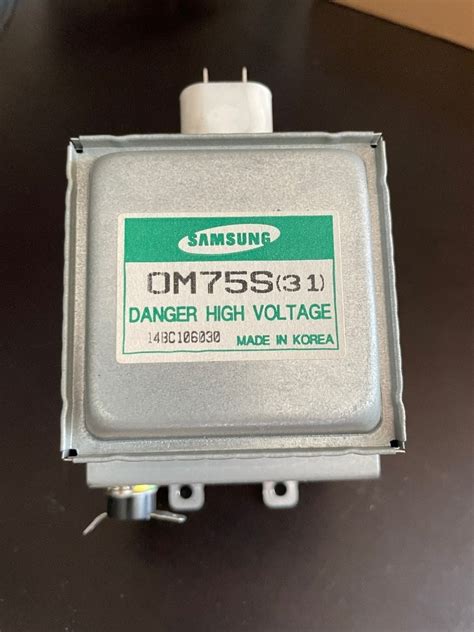 SAMSUNG
OM75S(31)
DANGER HIGH VOLTAGE
14BC106030 MADE IN KOREA